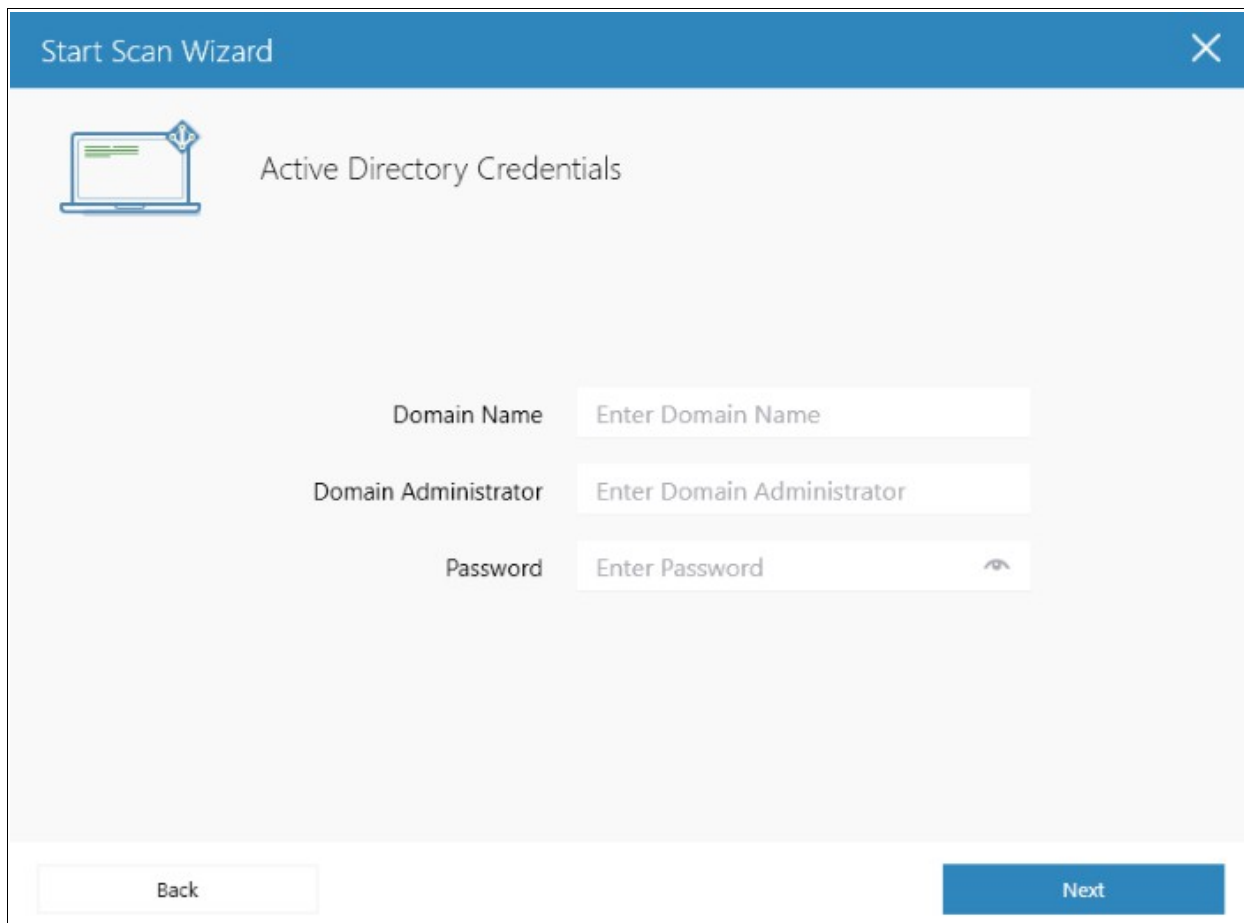 Start Scan Wizard
Active Directory Credentials
Domain Name Enter Domain Name
Domain Administrator Enter Domain Administrator
Password Enter Password
Back Next